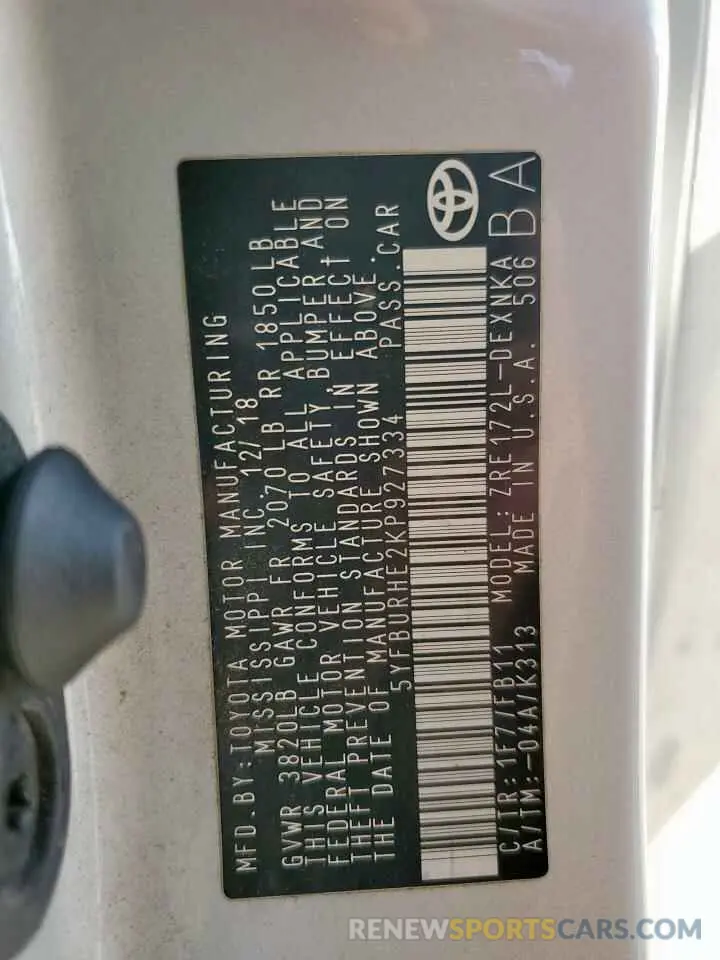 MFD.BY:TOYOTA MOTOR MANUFACTURING
MISSISSIPPI INC. 12/18
GVWR 3820LB GAWR FR 2070LB RR 1850LB
THIS VEHICLE CONFORMS TO ALL APPLICABLE
FEDERAL MOTOR VEHICLE SAFETY, BUMPER AND
THEFT PREVENTION STANDARDS IN EFFECT ON
THE DATE OF MANUFACTURE SHOWN ABOVE.
5YFBURHE2KP927334 PASS.CAR
C/TR:1F7/FB11 MODEL:ZRE172L-DEXNKA
A/TM:-04A/K313 MADE IN U.S.A. 506 BA
RENEWSPORTSCARS.COM